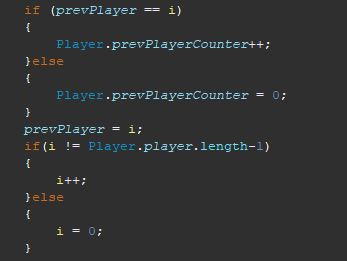 if (prevPlayer == i)
{
Player.prevPlayerCounter++;
}else
{
Player.prevPlayerCounter = 0;
}
prevPlayer = i;
if(i != Player.player.length-1)
{
i++;
}else
{
i = 0;
}